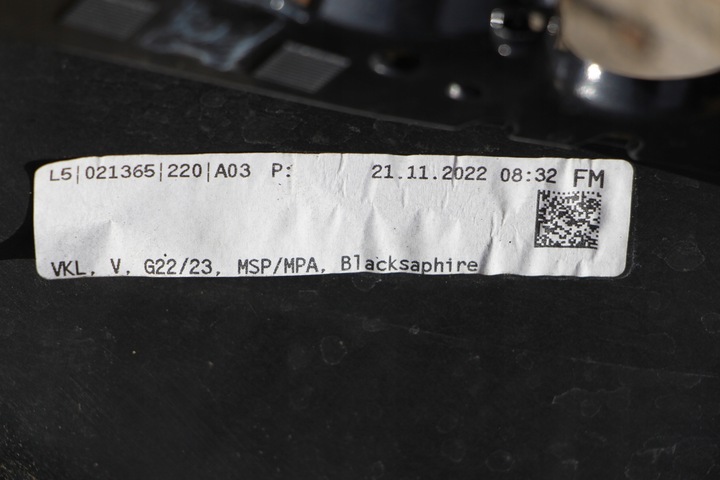 L5|021365|220|A03 P: 21.11.2022 08:32 FM
VKL, V, G22/23, MSP/MPA, Blacksaphire